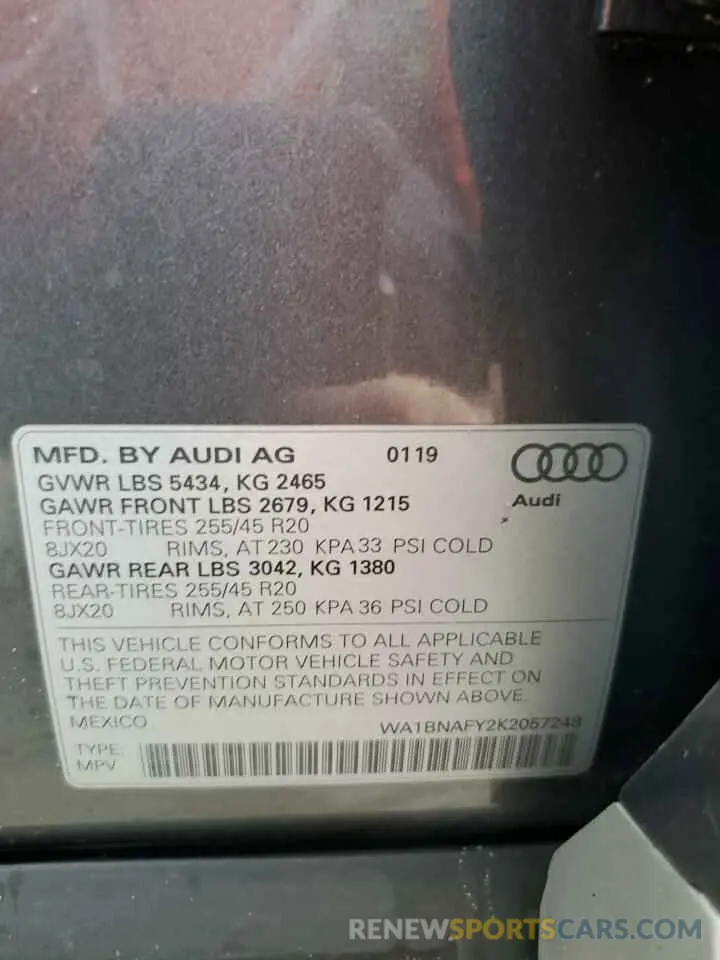 MFD. BY AUDI AG 0119
GVWR LBS 5434, KG 2465
GAWR FRONT LBS 2679, KG 1215
Audi
FRONT-TIRES 255/45 R20
8JX20 RIMS, AT 230 KPA 33 PSI COLD
GAWR REAR LBS 3042, KG 1380
REAR-TIRES 255/45 R20
8JX20 RIMS, AT 250 KPA 36 PSI COLD
THIS VEHICLE CONFORMS TO ALL APPLICABLE
U.S. FEDERAL MOTOR VEHICLE SAFETY AND
THEFT PREVENTION STANDARDS IN EFFECT ON
THE DATE OF MANUFACTURE SHOWN ABOVE.
MEXICO WA1BNAFY2K2057248
TYPE:
MPV
RENEWSPORTSCARS.COM